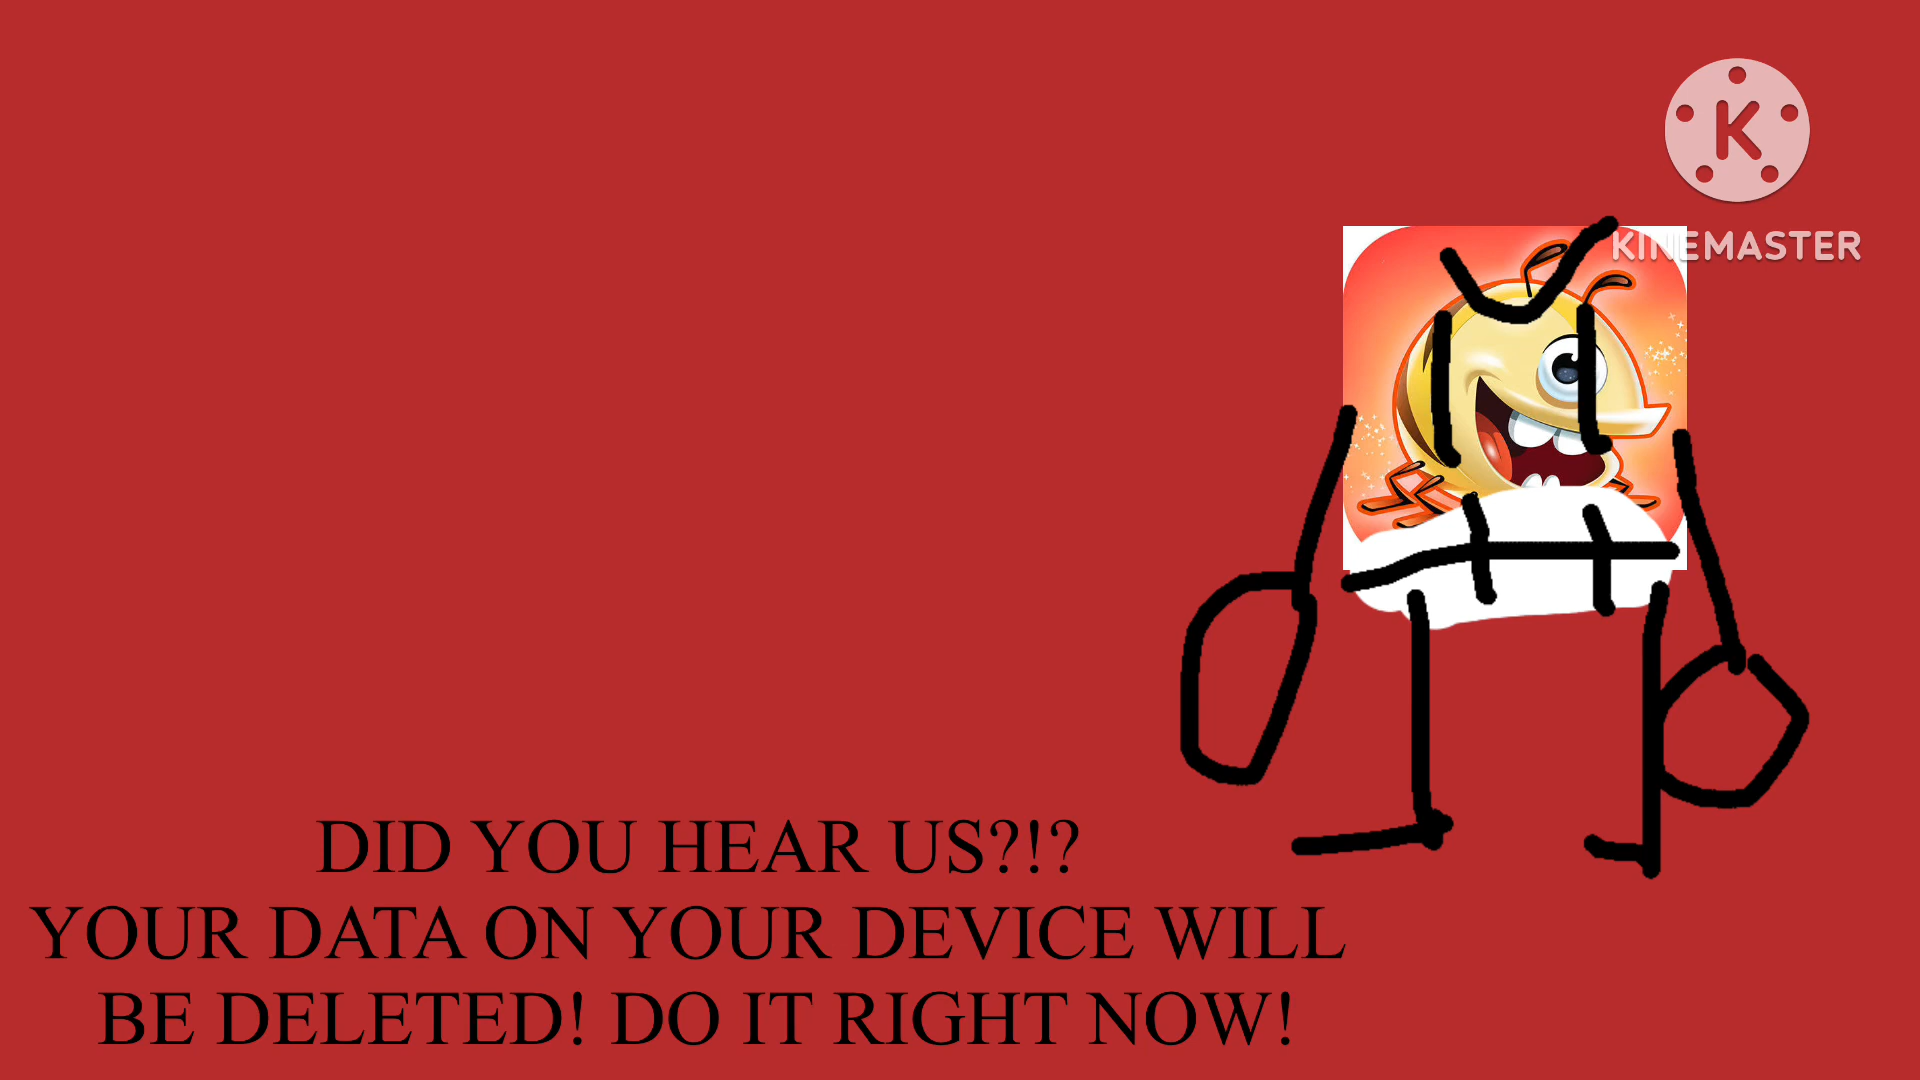 K
KINEMASTER
DID YOU HEAR US?!?
YOUR DATA ON YOUR DEVICE WILL
BE DELETED! DO IT RIGHT NOW!